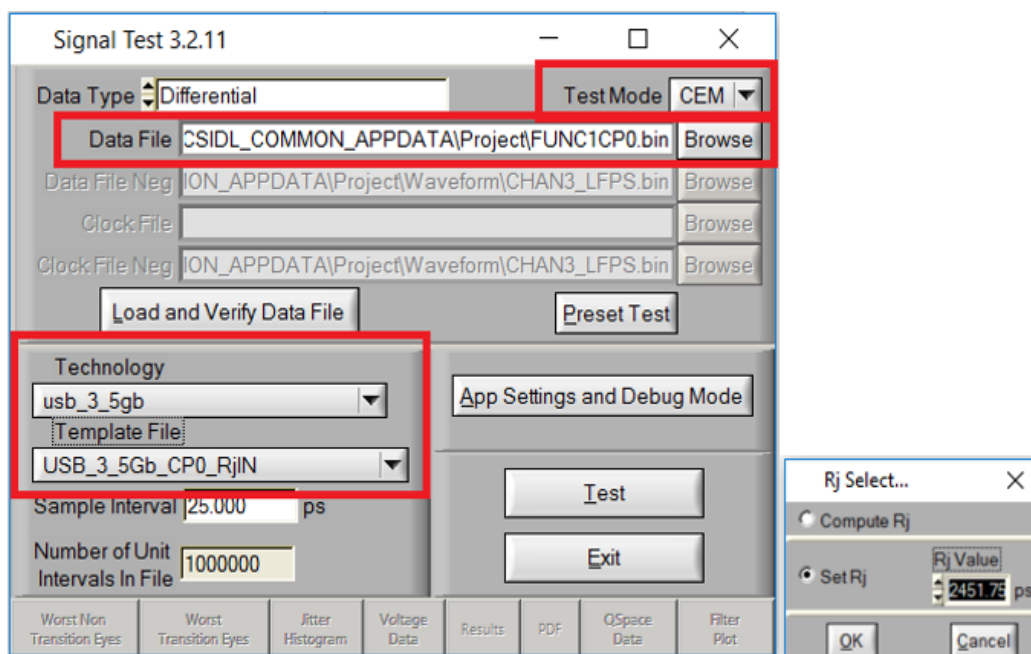 Signal Test 3.2.11
Data Type Differential
Test Mode CEM
Data File CSIDL_COMMON_APPDATA\Project\FUNC1CP0.bin Browse
Data File Neg ION_APPDATA\Project\Waveform\CHAN3_LFPS.bin Browse
Clock File Browse
Clock File Neg ION_APPDATA\Project\Waveform\CHAN3_LFPS.bin Browse
Load and Verify Data File
Preset Test
Technology
usb_3_5gb
Template File
USB_3_5Gb_CP0_RjIN
App Settings and Debug Mode
Sample Interval 25.000 ps
Number of Unit
Intervals In File
1000000
Test
Exit
Worst Non
Transition Eyes
Worst
Transition Eyes
Jitter
Histogram
Voltage
Data
Results
PDF
QSpace
Data
Filter
Plot
Rj Select...
Compute Rj
Set Rj
Rj Value
2451.75 ps
OK
Cancel